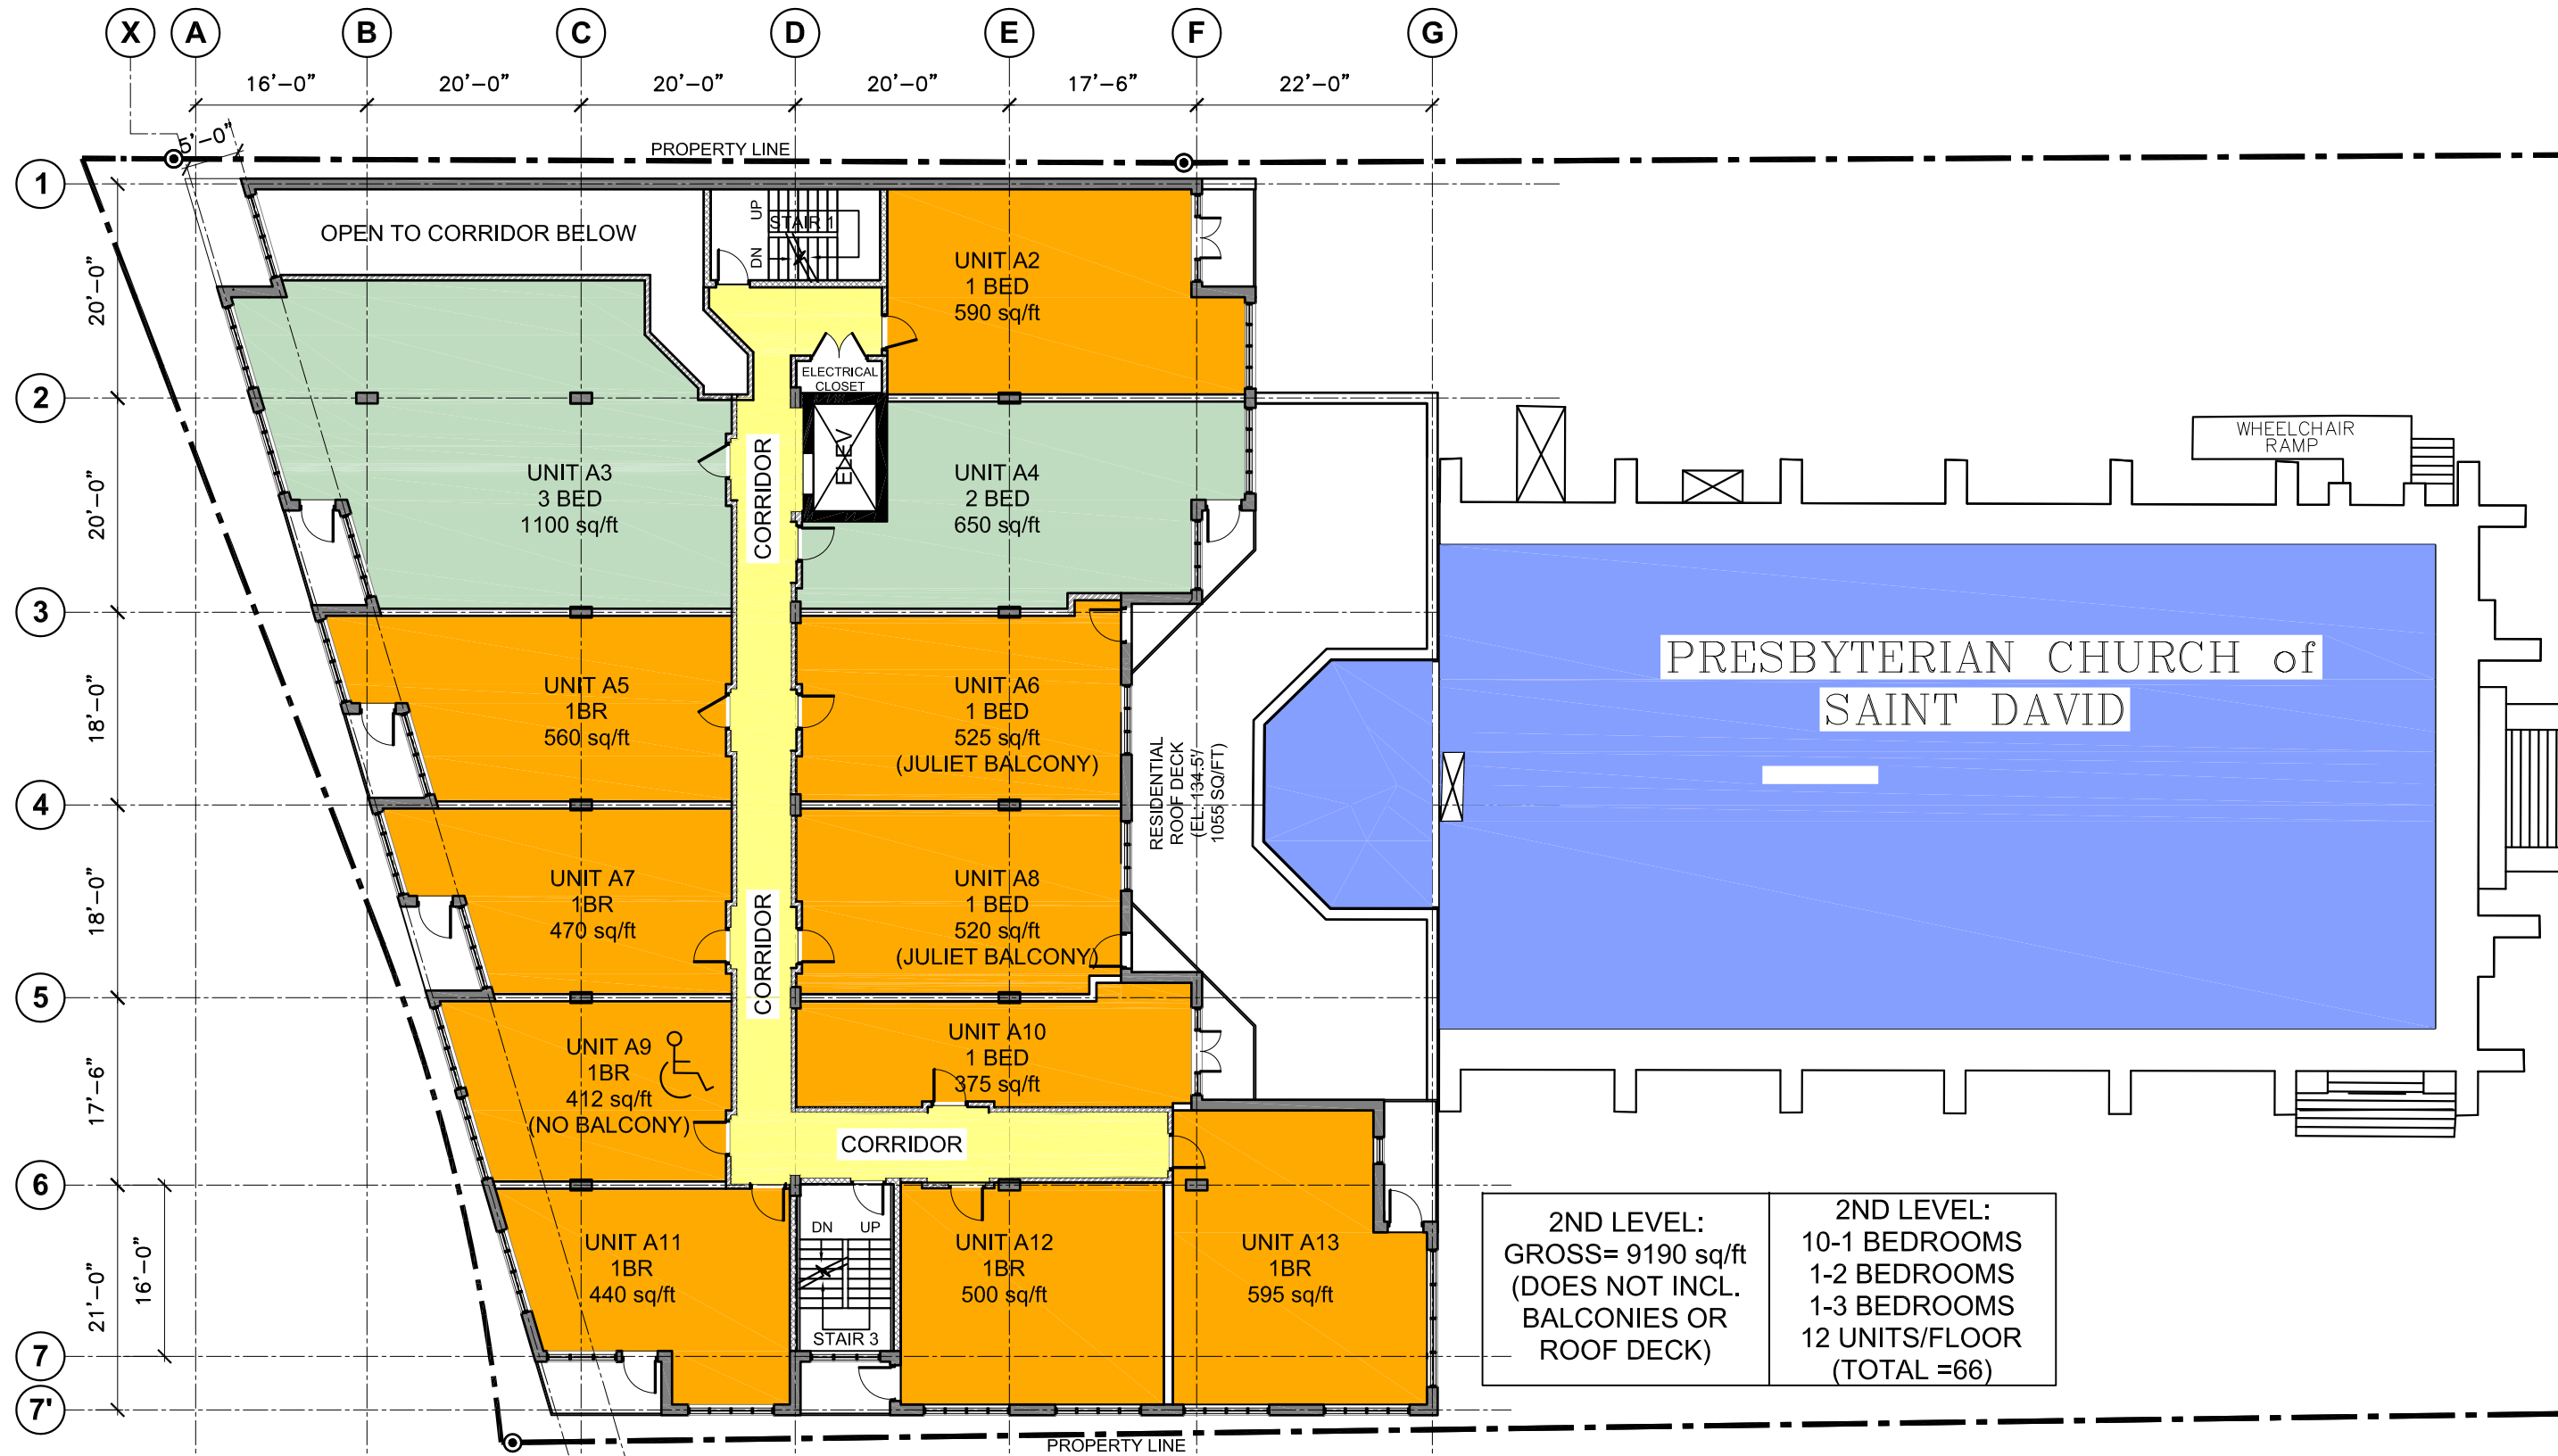 X
A
B
C
D
E
F
G
16'-0"
20'-0"
20'-0"
20'-0"
17'-6"
22'-0"
5'-0"
PROPERTY LINE
1
2
3
4
5
6
7
7'
20'-0"
20'-0"
18'-0"
18'-0"
17'-6"
21'-0"
16'-0"
OPEN TO CORRIDOR BELOW
UP
DN
STAIR 1
UNIT A2
1 BED
590 sq/ft
ELECTRICAL
CLOSET
ELEV
CORRIDOR
UNIT A3
3 BED
1100 sq/ft
UNIT A4
2 BED
650 sq/ft
WHEELCHAIR
RAMP
UNIT A5
1BR
560 sq/ft
UNIT A6
1 BED
525 sq/ft
(JULIET BALCONY)
RESIDENTIAL
ROOF DECK
(EL: 134.5')
1055 SQ/FT)
PRESBYTERIAN CHURCH of
SAINT DAVID
UNIT A7
1BR
470 sq/ft
CORRIDOR
UNIT A8
1 BED
520 sq/ft
(JULIET BALCONY)
UNIT A9
1BR
412 sq/ft
(NO BALCONY)
UNIT A10
1 BED
375 sq/ft
CORRIDOR
UNIT A11
1BR
440 sq/ft
DN
UP
STAIR 3
UNIT A12
1BR
500 sq/ft
UNIT A13
1BR
595 sq/ft
2ND LEVEL:
GROSS= 9190 sq/ft
(DOES NOT INCL.
BALCONIES OR
ROOF DECK)
2ND LEVEL:
10-1 BEDROOMS
1-2 BEDROOMS
1-3 BEDROOMS
12 UNITS/FLOOR
(TOTAL =66)
PROPERTY LINE